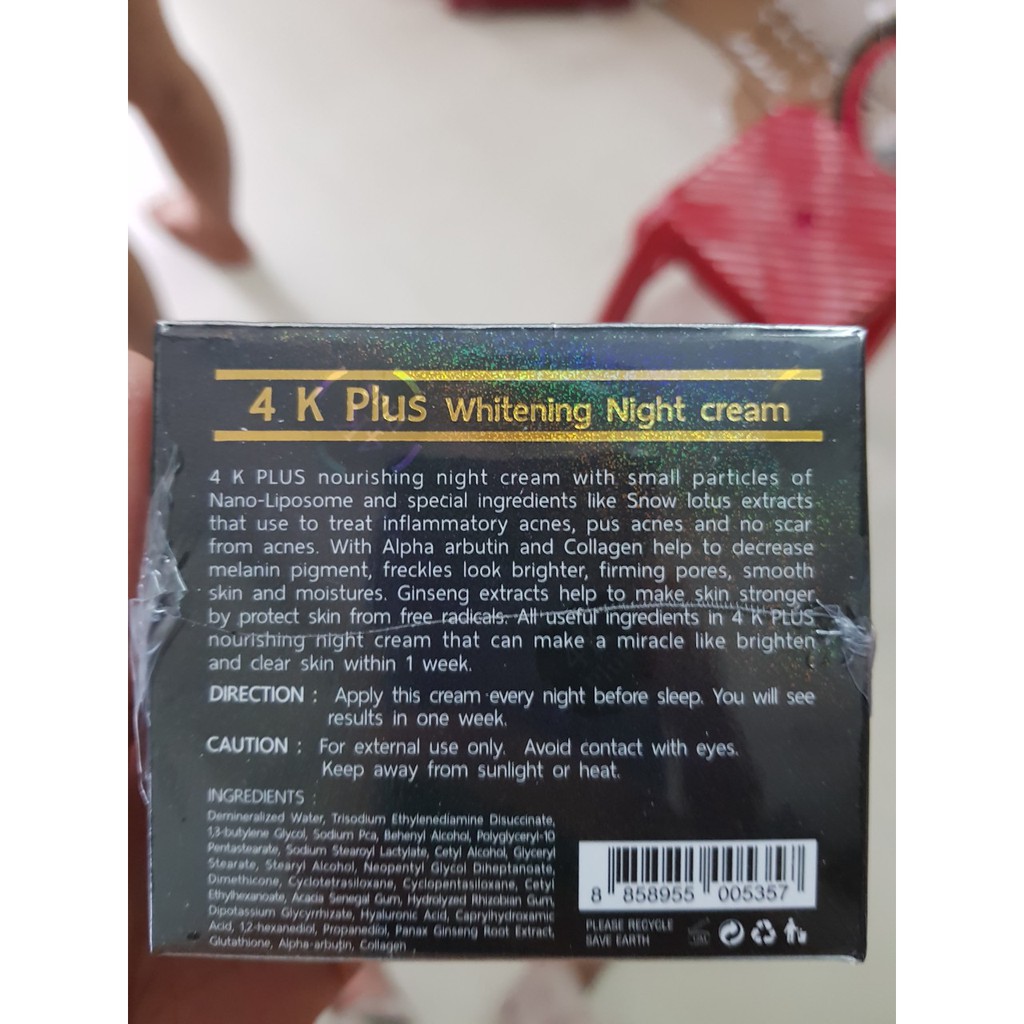 4 K Plus Whitening Night cream
4 K PLUS nourishing night cream with small particles of
Nano-Liposome and special ingredients like Snow lotus extracts
that use to treat inflammatory acnes, pus acnes and no scar
from acnes. With Alpha arbutin and Collagen help to decrease
melanin pigment, freckles look brighter, firming pores, smooth
skin and moistures. Ginseng extracts help to make skin stronger
by protect skin from free radicals. All useful ingredients in 4 K PLUS
nourishing night cream that can make a miracle like brighten
and clear skin within 1 week.
DIRECTION : Apply this cream every night before sleep. You will see
results in one week.
CAUTION : For external use only. Avoid contact with eyes.
Keep away from sunlight or heat.
INGREDIENTS :
Demineralized Water, Trisodium Ethylenediamine Disuccinate,
1,3-butylene Glycol, Sodium Pca, Behenyl Alcohol, Polyglyceryl-10
Pentastearate, Sodium Stearoyl Lactylate, Cetyl Alcohol, Glyceryl
Stearate, Stearyl Alcohol, Neopentyl Glycol Diheptanoate,
Dimethicone, Cyclotetrasiloxane, Cyclopentasiloxane, Cetyl
Ethylhexanoate, Acacia Senegal Gum, Hydrolyzed Rhizobian Gum,
Dipotassium Glycyrrhizate, Hyaluronic Acid, Caprylhydroxamic
Acid, 1,2-hexanediol, Propanediol, Panax Ginseng Root Extract,
Glutathione, Alpha-arbutin, Collagen
8 858955 005357
PLEASE RECYCLE
SAVE EARTH